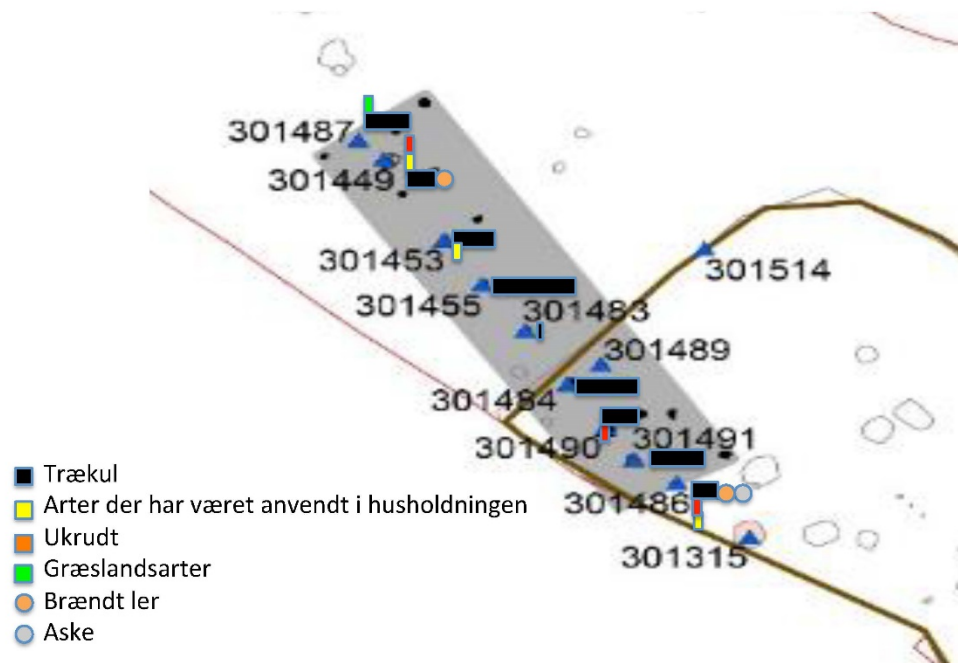 301487
301449
301453
301514
301455
301483
301489
301484
301490
301491
301486
301315
Trækul
Arter der har været anvendt i husholdningen
Ukrudt
Græslandsarter
Brændt ler
Aske